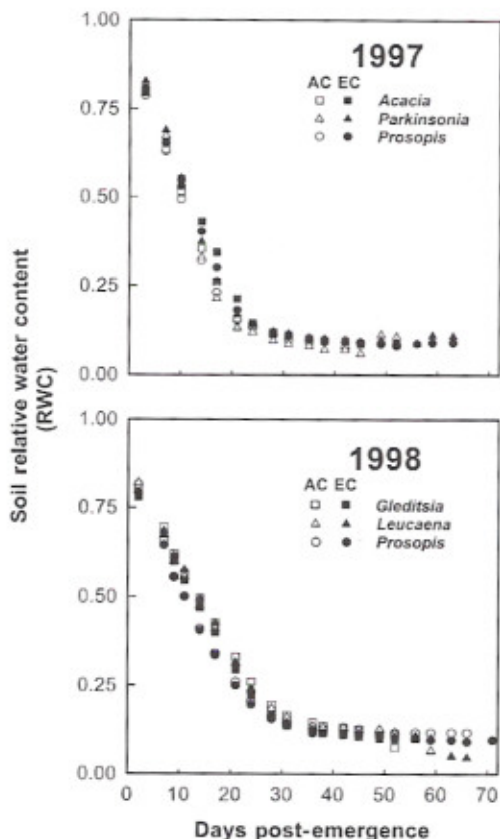 Soil relative water content
(RWC)
1.00
0.75
0.50
0.25
0.00
1997
AC EC
Acacia
Parkinsonia
Prosopis
1.00
0.75
0.50
0.25
0.00
1998
AC EC
Gleditsia
Leucaena
Prosopis
0 10 20 30 40 50 60 70
Days post-emergence